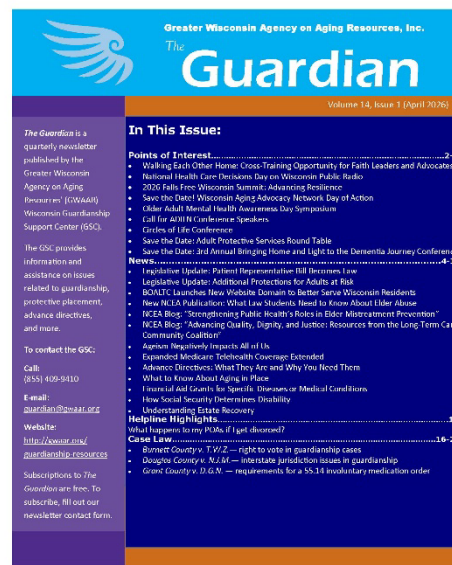 Greater Wisconsin Agency on Aging Resources, Inc.
The
Guardian
Volume 14, Issue 1 (April 2026)
The Guardian is a
quarterly newsletter
published by the
Greater Wisconsin
Agency on Aging
Resources' (GWAAR)
Wisconsin Guardianship
Support Center (GSC).
The GSC provides
information and
assistance on issues
related to guardianship,
protective placement,
advance directives,
and more.
To contact the GSC:
Call:
(855) 409-9410
E-mail:
guardian@gwaar.org
Website:
http://gwaar.org/
guardianship-resources
Subscriptions to The
Guardian are free. To
subscribe, fill out our
newsletter contact form.
In This Issue:
Points of Interest
• Walking Each Other Home: Cross-Training Opportunity for Faith Leaders and Advocates
• National Health Care Decisions Day on Wisconsin Public Radio
• 2026 Falls Free Wisconsin Summit: Advancing Resilience
• Save the Date! Wisconsin Aging Advocacy Network Day of Action
• Older Adult Mental Health Awareness Day Symposium
• Call for Conference Speakers
• Circles of Life Conference
• Save the Date: Adult Protective Services Round Table
• Save the Date: 3rd Annual Bringing Home and Light to the Dementia Journey
News
• Legislative Update: Patient Representative Bill Becomes Law
• Legislative Update: Additional Protections for Adults at Risk
• BOALTC Launches New Website Domain to Better Serve Wisconsin Residents
• New NCEA Publication: What Law Students Need to Know About Elder Abuse
• NCEA Blog: "Strengthening Public Health's Roles in Elder Mistreatment Prevention"
• NCEA Blog: "Advancing Quality, Dignity, and Justice: Resources from the Long-Term
Community Coalition"
• Ageism Negatively Impacts All of Us
• Expanded Medicare Telehealth Coverage Extended
• Advance Directives: What They Are and Why You Need Them
• What to Know About Aging in Place
• Financial Aid Grants for Specific Diseases or Medical Conditions
• How Social Security Determines Disability
• Understanding Estate Recovery
Helpline Highlights
What happens to my POAs if I get divorced?
Case Law
• Burnett County v. T.W.Z.— right to vote in guardianship cases
• Douglas County v. N.J.M.— interstate jurisdiction issues in guardianship
• Grant County v. D.G.N. — requirements for a 55.14 involuntary medication order